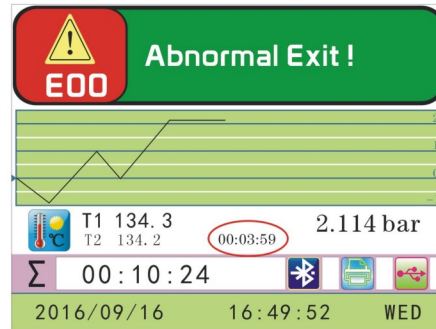 E00
Abnormal Exit !
T1 134.3
T2 134.2
00:03:59
2.114 bar
Σ 00:10:24
2016/09/16 16:49:52 WED